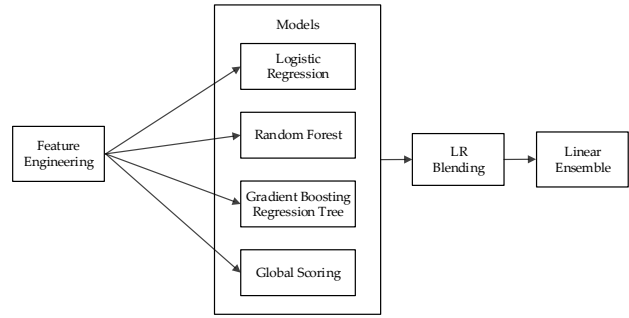 Models
Logistic
Regression
Random Forest
Gradient Boosting
Regression Tree
Global Scoring
Feature
Engineering
LR
Blending
Linear
Ensemble